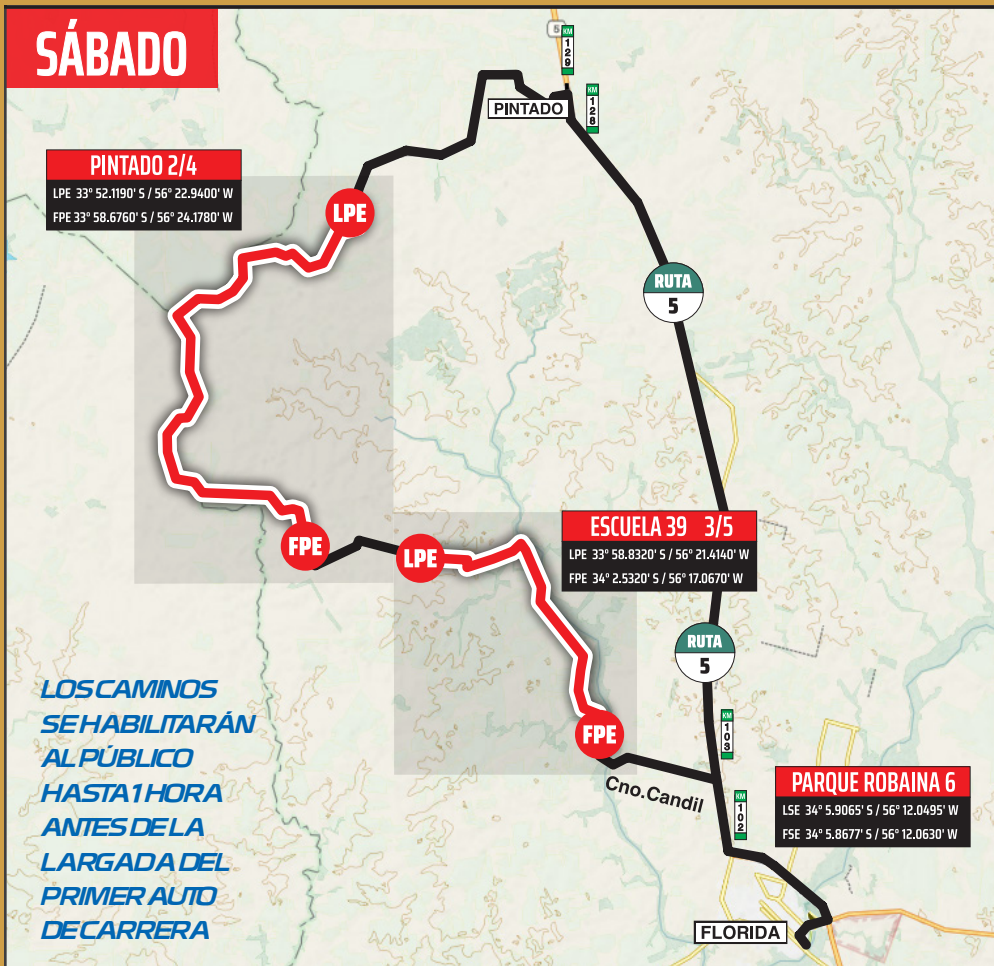 SÁBADO
5
KM
129
KM
128
PINTADO
PINTADO 2/4
LPE 33° 52.1190' S / 56° 22.9400' W
FPE 33° 58.6760' S / 56° 24.1780' W
LPE
RUTA
5
ESCUELA 39 3/5
LPE 33° 58.8320' S / 56° 21.4140' W
FPE 34° 2.5320' S / 56° 17.0670' W
FPE
LPE
RUTA
5
LOS CAMINOS
SE HABILITARÁN
AL PÚBLICO
HASTA 1 HORA
ANTES DE LA
LARGADA DEL
PRIMER AUTO
DE CARRERA
FPE
KM
103
Cno.Candil
KM
102
PARQUE ROBAINA 6
LSE 34° 5.9065' S / 56° 12.0495' W
FSE 34° 5.8677' S / 56° 12.0630' W
FLORIDA